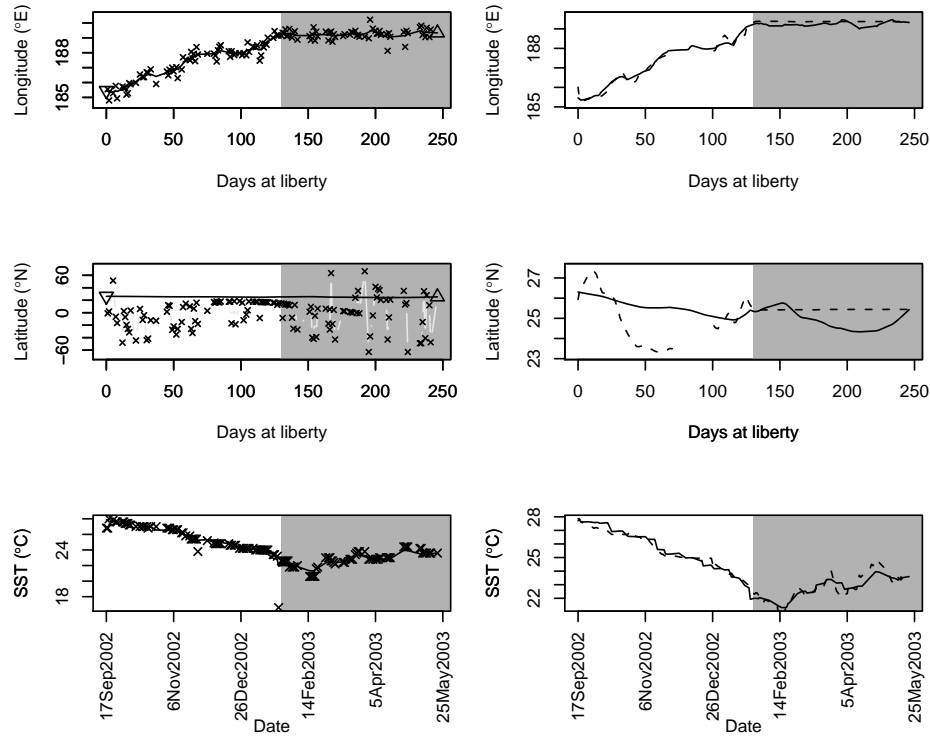 Longitude (°E)
185 188
0 50 100 150 200 250
Days at liberty
Longitude (°E)
185 188
0 50 100 150 200 250
Days at liberty
Latitude (°N)
−60 0 60
0 50 100 150 200 250
Days at liberty
Latitude (°N)
23 25 27
0 50 100 150 200 250
Days at liberty
SST (°C)
18 24
17Sep2002 6Nov2002 26Dec2002 14Feb2003 5Apr2003 25May2003
Date
SST (°C)
22 25 28
17Sep2002 6Nov2002 26Dec2002 14Feb2003 5Apr2003 25May2003
Date